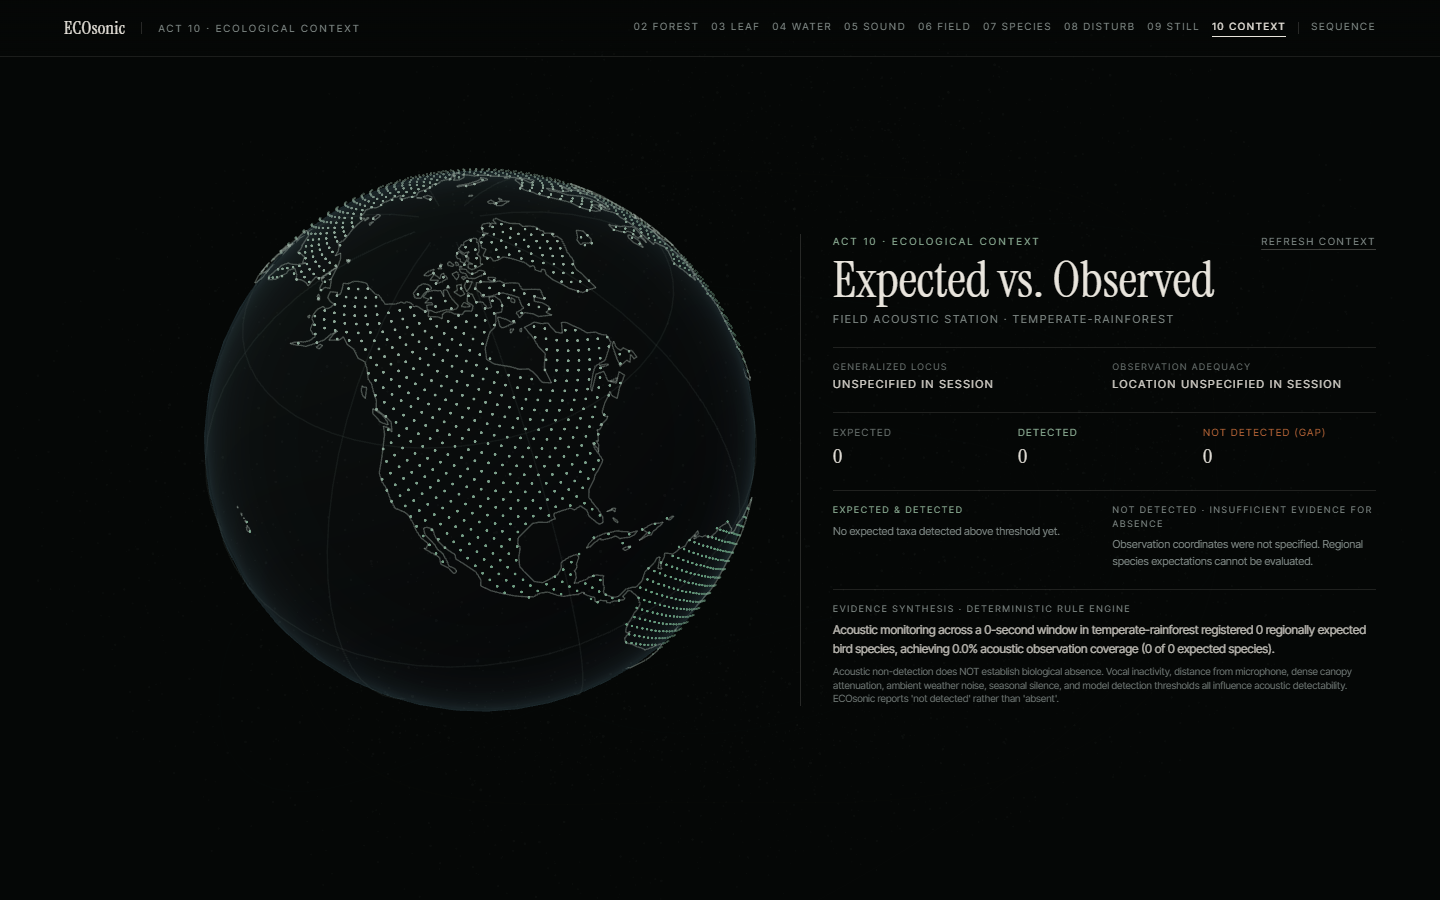 ECOsonic
ACT 10 · ECOLOGICAL CONTEXT
02 FOREST 03 LEAF 04 WATER 05 SOUND 06 FIELD 07 SPECIES 08 DISTURB 09 STILL 10 CONTEXT SEQUENCE
ACT 10 · ECOLOGICAL CONTEXT
REFRESH CONTEXT
Expected vs. Observed
FIELD ACOUSTIC STATION · TEMPERATE-RAINFOREST
GENERALIZED LOCUS
UNSPECIFIED IN SESSION
OBSERVATION ADEQUACY
LOCATION UNSPECIFIED IN SESSION
EXPECTED
0
DETECTED
0
NOT DETECTED (GAP)
0
EXPECTED & DETECTED
No expected taxa detected above threshold yet.
NOT DETECTED · INSUFFICIENT EVIDENCE FOR
ABSENCE
Observation coordinates were not specified. Regional
species expectations cannot be evaluated.
EVIDENCE SYNTHESIS · DETERMINISTIC RULE ENGINE
Acoustic monitoring across a 0-second window in temperate-rainforest registered 0 regionally expected
bird species, achieving 0.0% acoustic observation coverage (0 of 0 expected species).
Acoustic non-detection does NOT establish biological absence. Vocal inactivity, distance from microphone, dense canopy
attenuation, ambient weather noise, seasonal silence, and model detection thresholds all influence acoustic detectability.
ECOsonic reports 'not detected' rather than 'absent'.